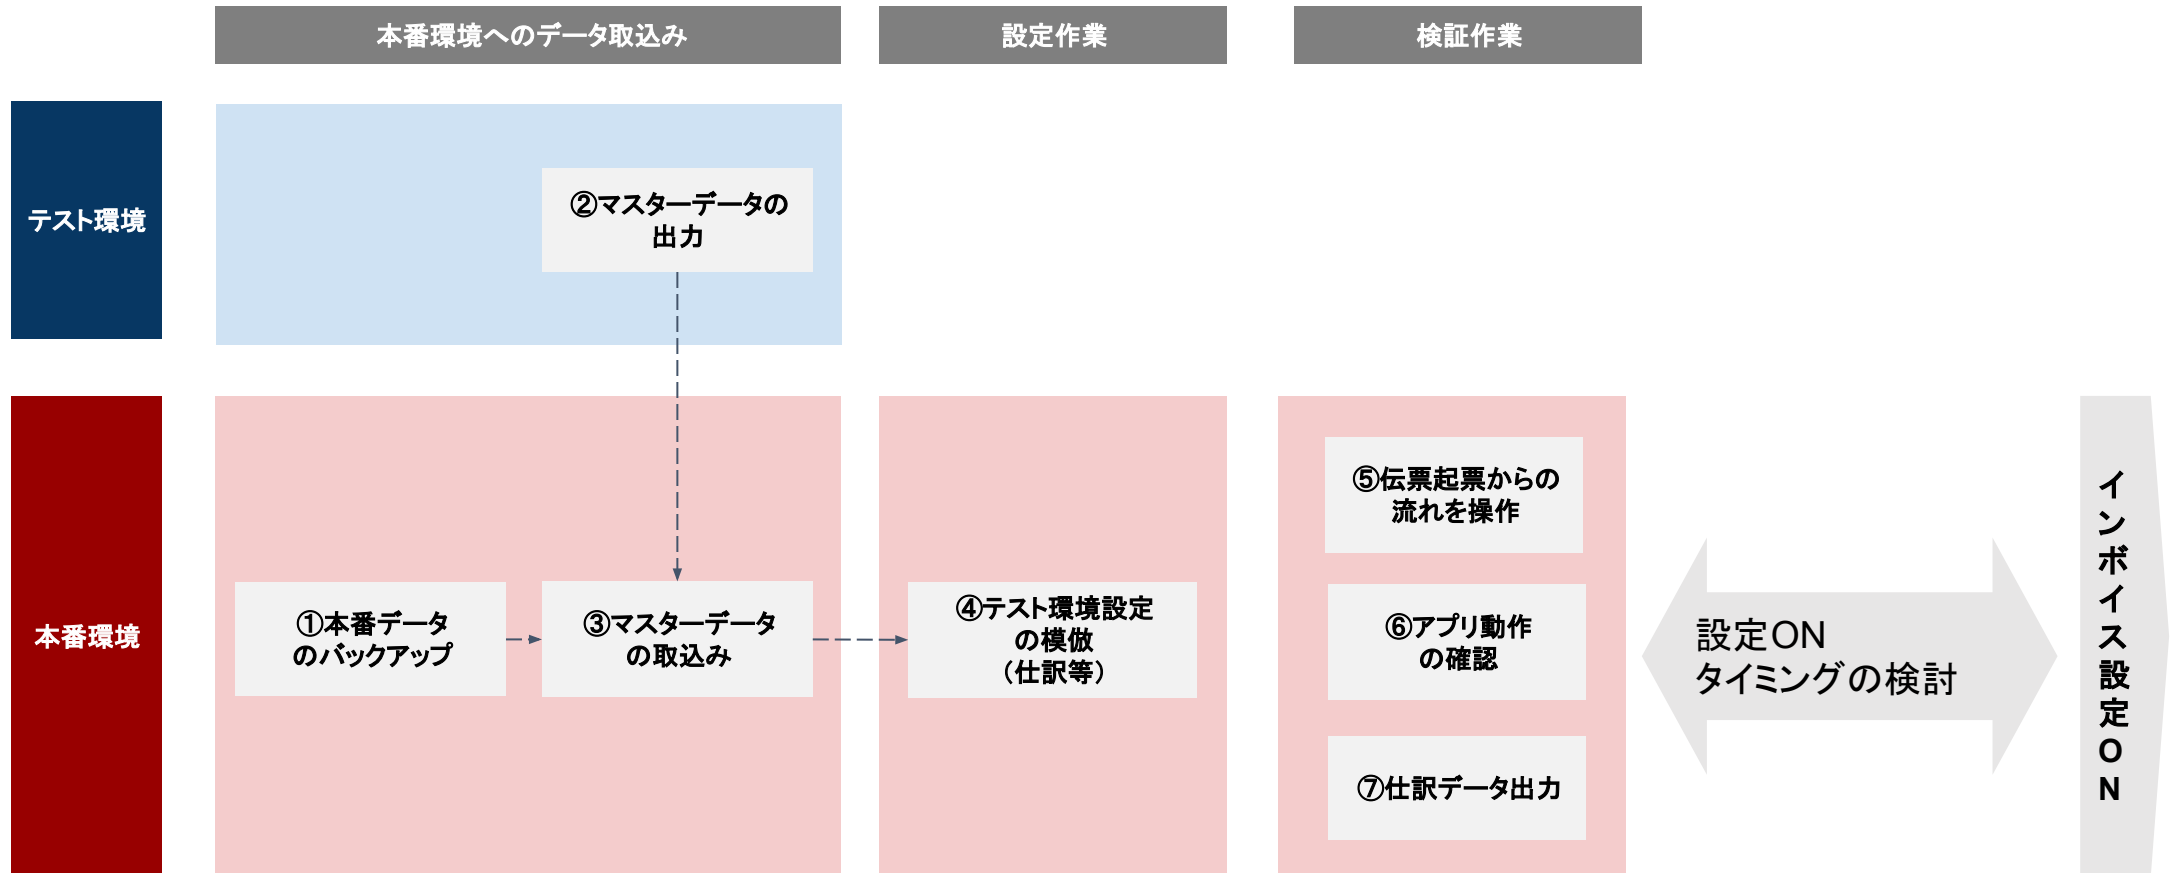 本番環境へのデータ取込み
設定作業
検証作業
テスト環境
②マスターデータの
出力
本番環境
①本番データ
のバックアップ
③マスターデータ
の取込み
④テスト環境設定
の模倣
（仕訳等）
⑤伝票起票からの
流れを操作
⑥アプリ動作
の確認
⑦仕訳データ出力
設定ON
タイミングの検討
インボイス設定ON